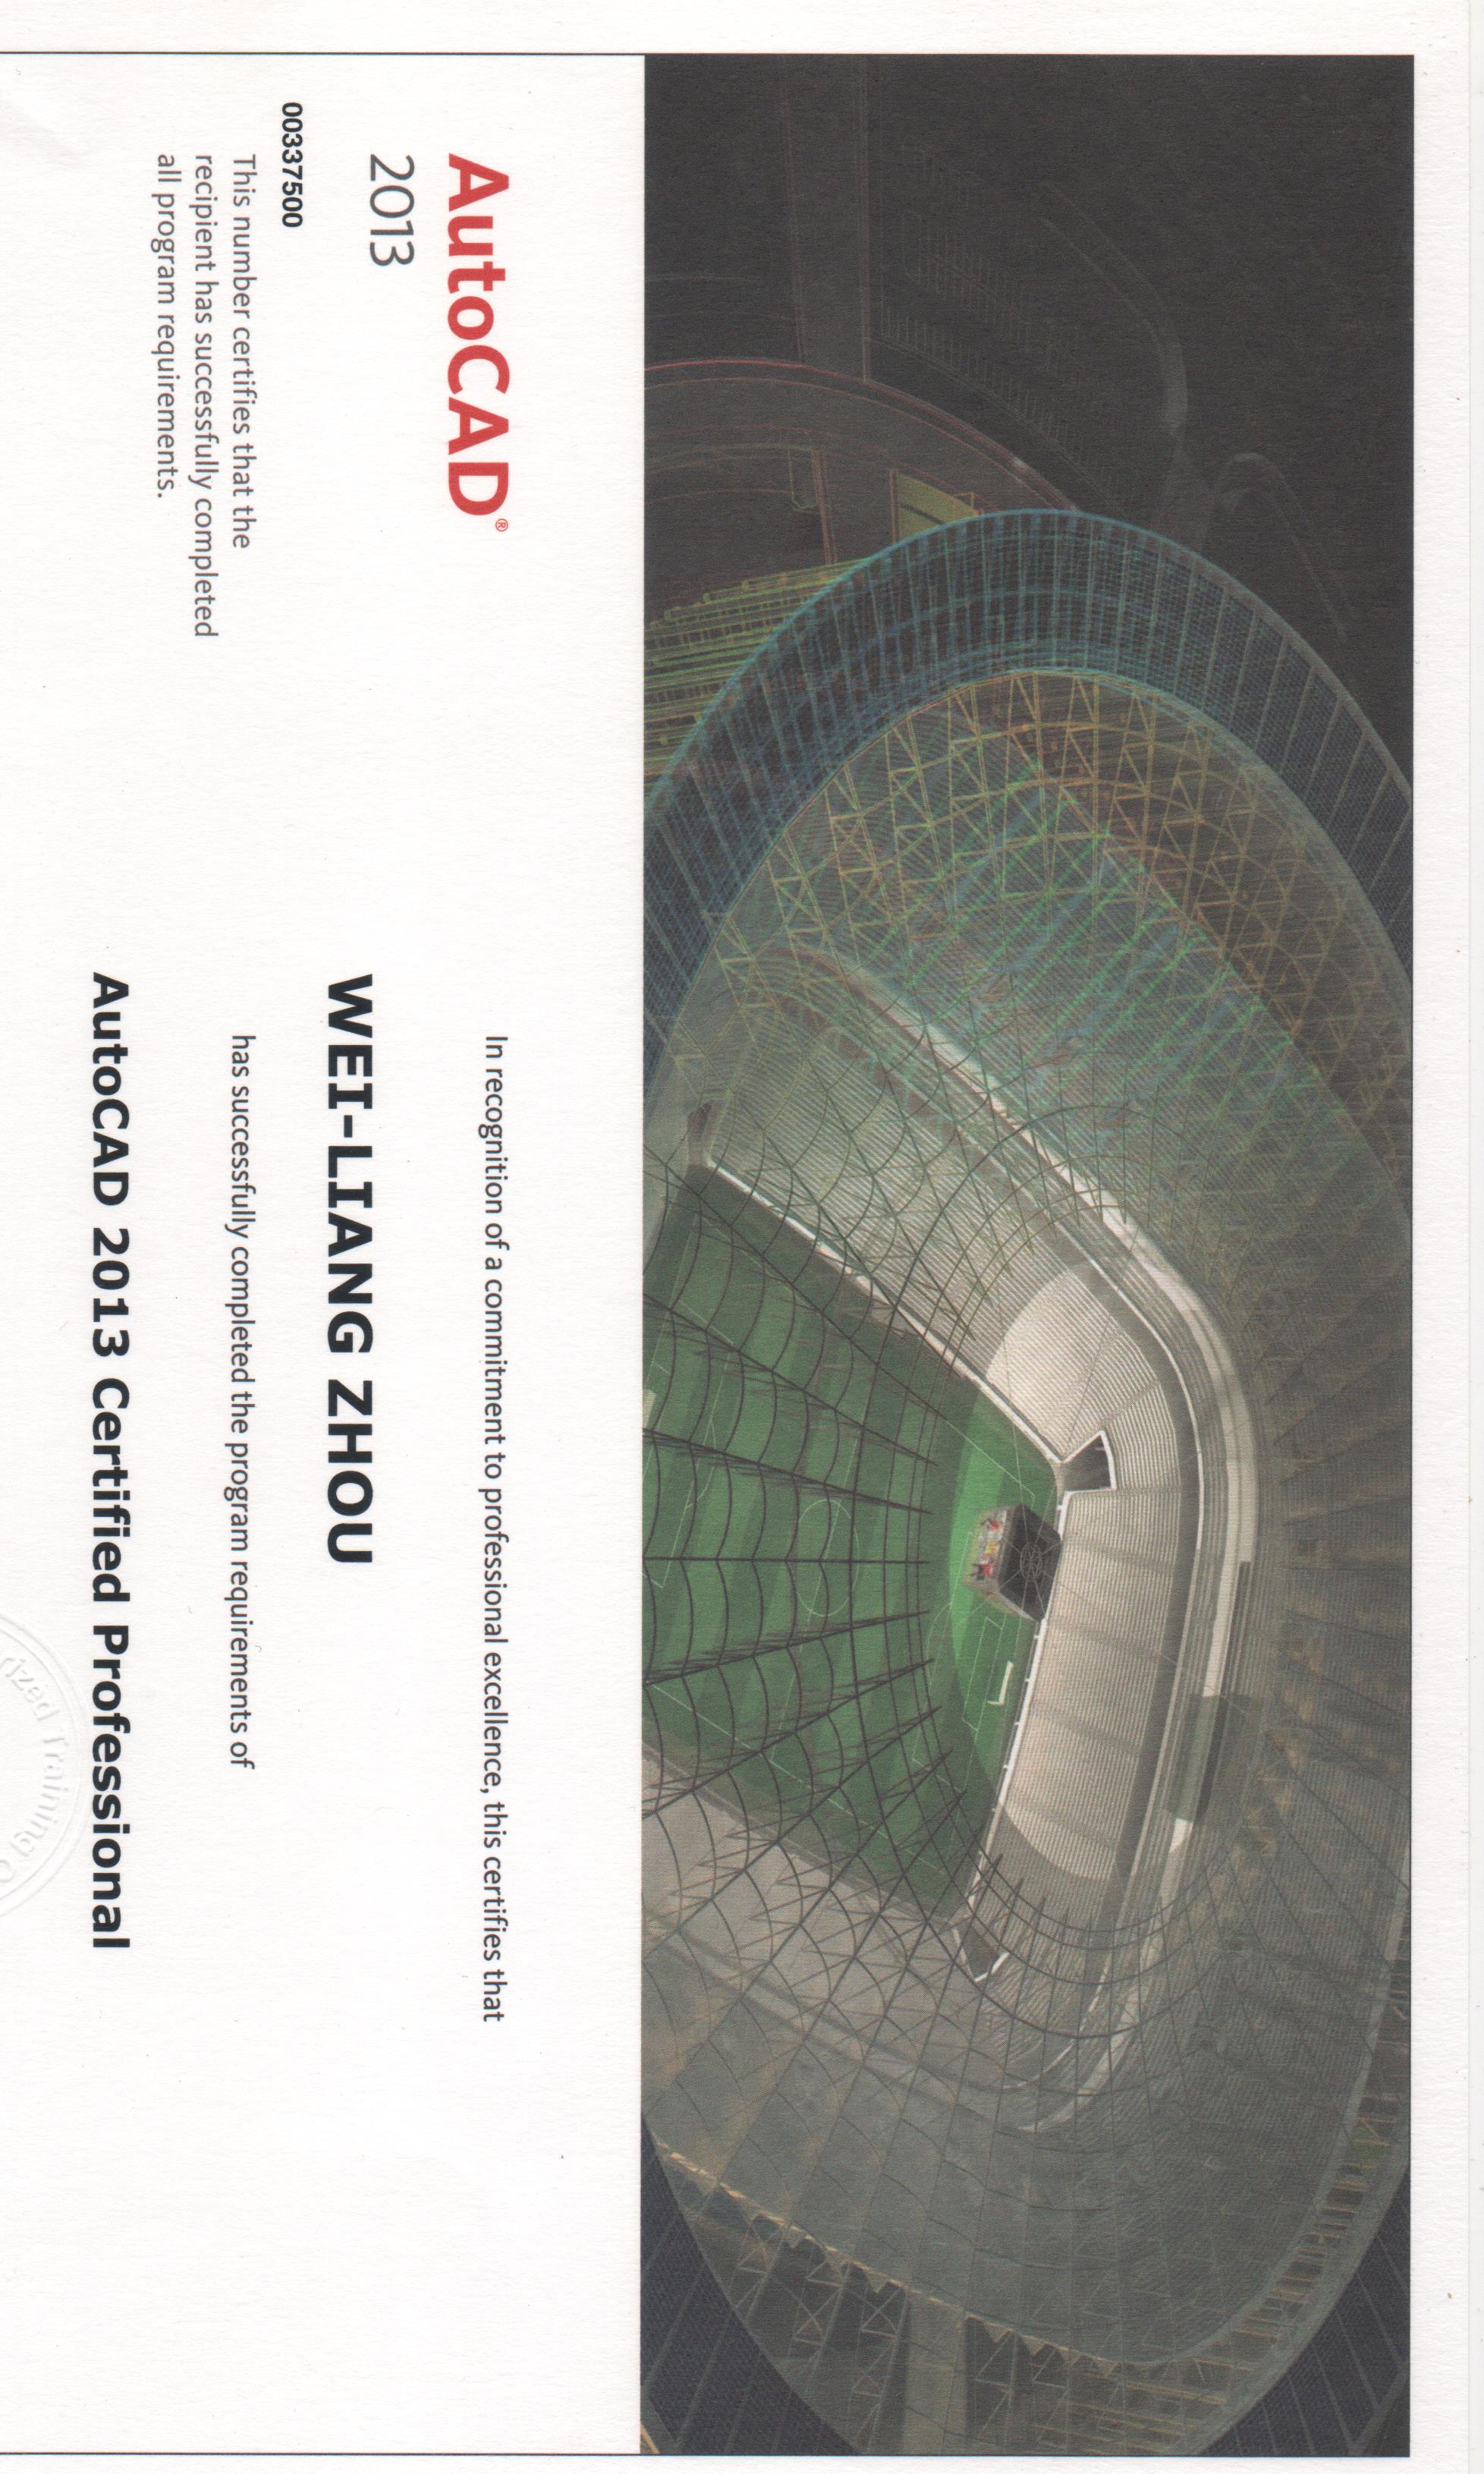 AutoCAD®
2013
00337500
This number certifies that the
recipient has successfully completed
all program requirements.
In recognition of a commitment to professional excellence, this certifies that
WEI-LIANG ZHOU
has successfully completed the program requirements of
AutoCAD 2013 Certified Professional
Training